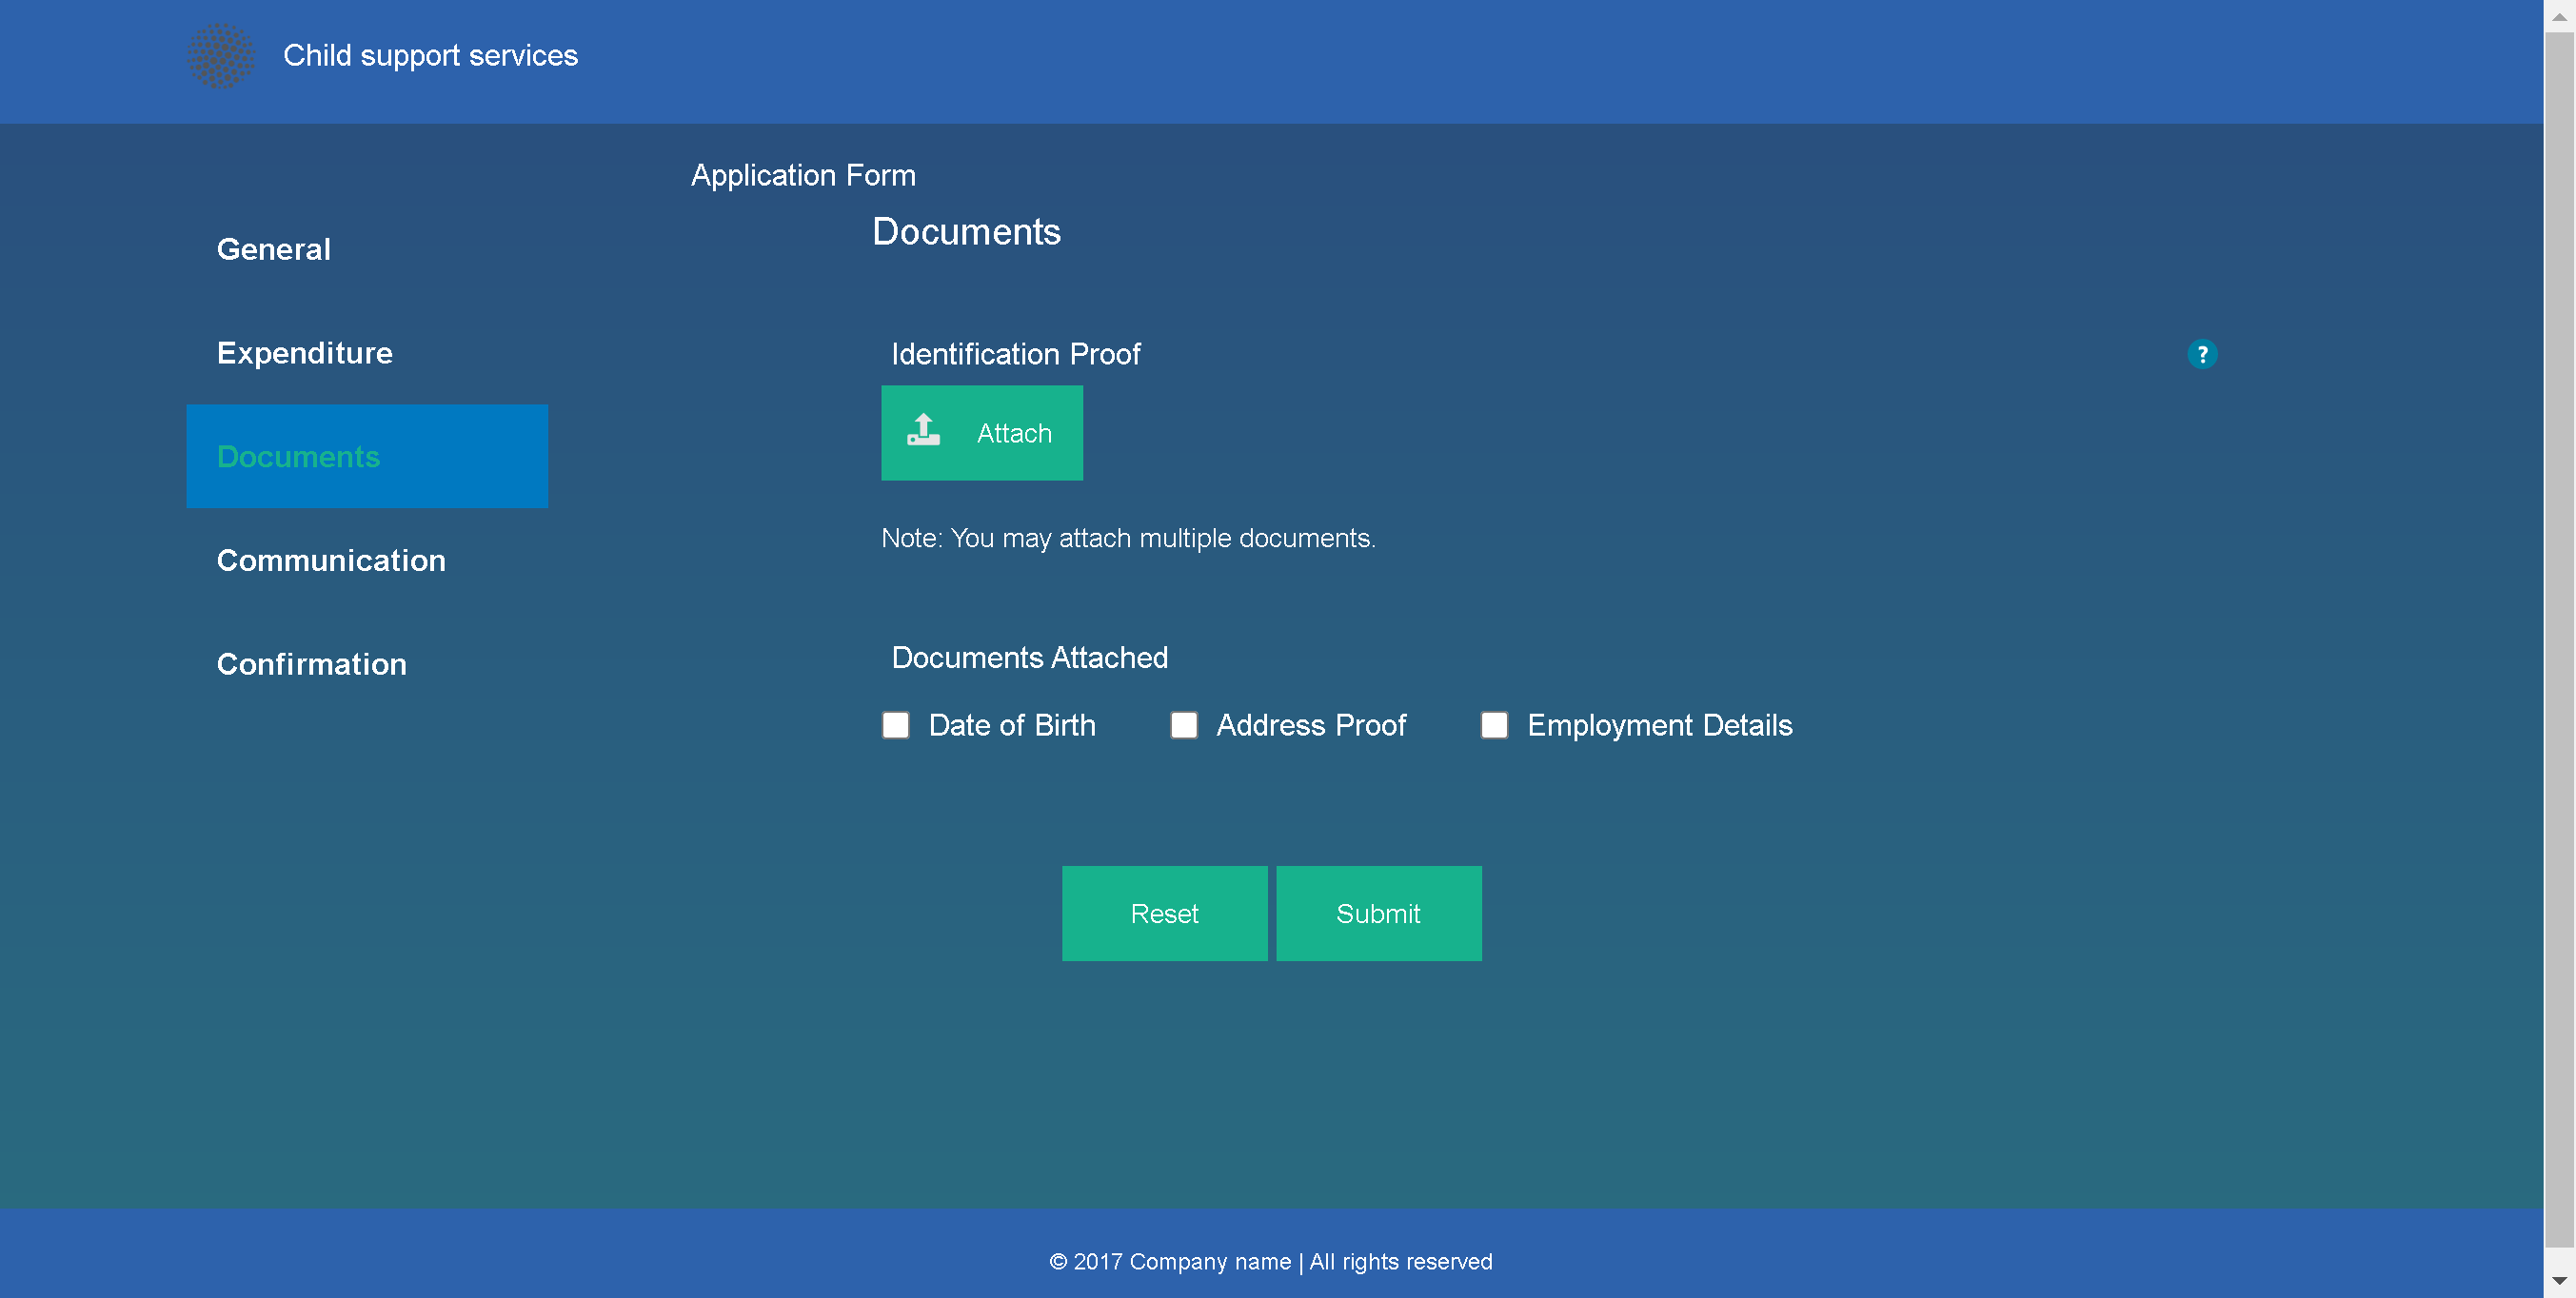 Child support services
Application Form
Documents
General
Expenditure
Documents
Communication
Confirmation
Identification Proof
?
Attach
Note: You may attach multiple documents.
Documents Attached
Date of Birth
Address Proof
Employment Details
Reset
Submit
© 2017 Company name | All rights reserved